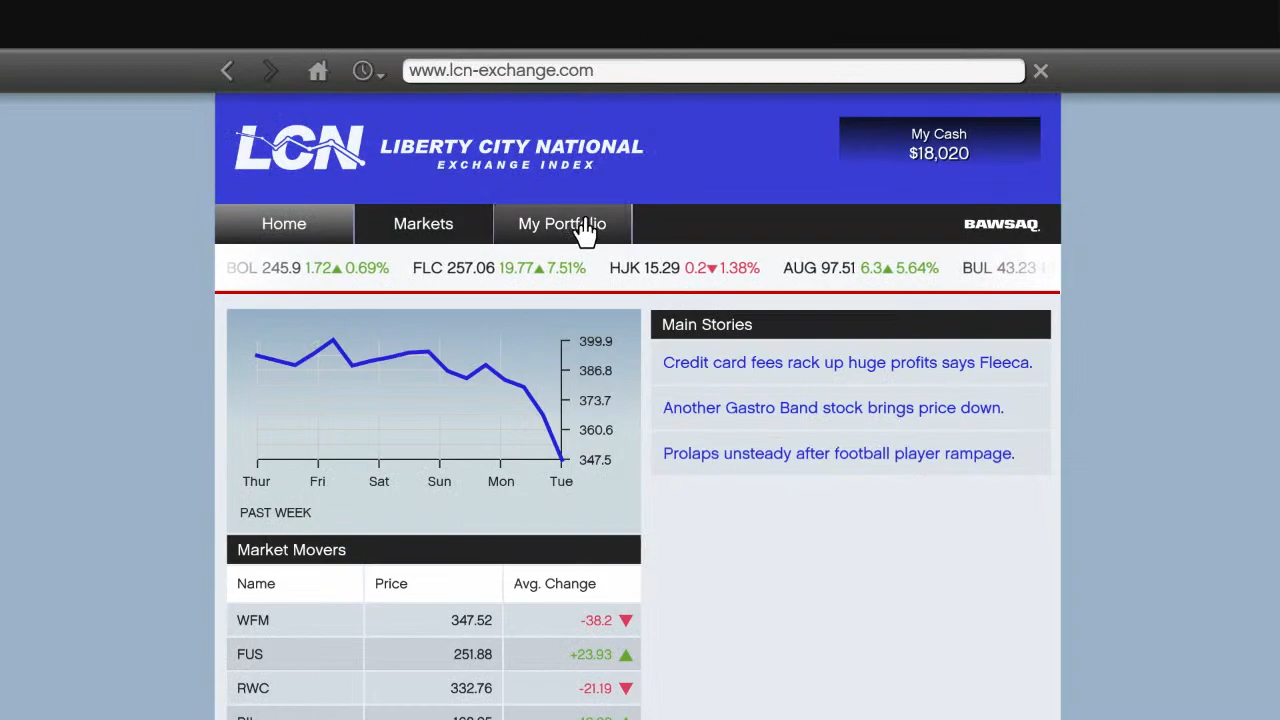 www.lcn-exchange.com
LCN LIBERTY CITY NATIONAL
EXCHANGE INDEX
My Cash
$18,020
Home Markets My Portfolio BAWSAQ
BOL 245.9 1.72▲0.69% FLC 257.06 19.77▲7.51% HJK 15.29 0.2▼1.38% AUG 97.51 6.3▲5.64% BUL 43.23
399.9
386.8
373.7
360.6
347.5
Thur Fri Sat Sun Mon Tue
PAST WEEK
Main Stories
Credit card fees rack up huge profits says Fleeca.
Another Gastro Band stock brings price down.
Prolaps unsteady after football player rampage.
Market Movers
Name Price Avg. Change
WFM 347.52 -38.2 ▼
FUS 251.88 +23.93 ▲
RWC 332.76 -21.19 ▼